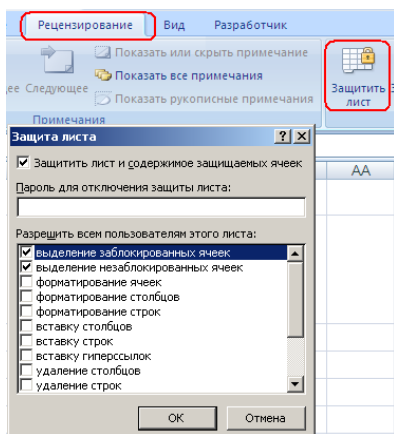 Рецензирование Вид Разработчик
Показать или скрыть примечание
ее Следующее Показать все примечания
Показать рукописные примечания
Защитить лист
Примечания
Защита листа
Защитить лист и содержимое защищаемых ячеек
AA
Пароль для отключения защиты листа:
Разрешить всем пользователям этого листа:
выделение заблокированных ячеек
выделение незаблокированных ячеек
форматирование ячеек
форматирование столбцов
форматирование строк
вставку столбцов
вставку строк
вставку гиперссылок
удаление столбцов
удаление строк
ОК Отмена